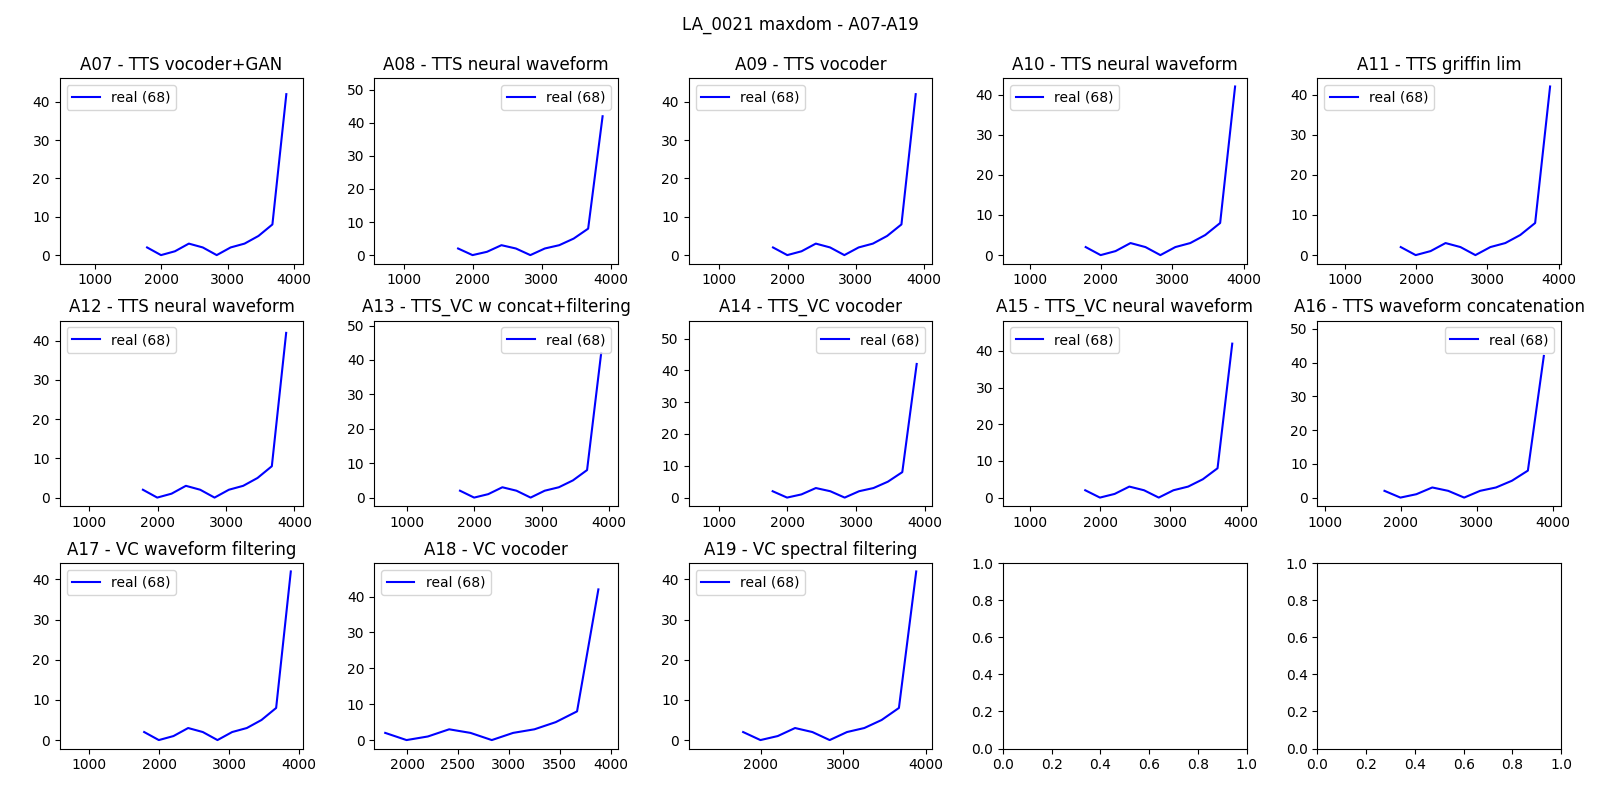 LA_0021 maxdom - A07-A19
A07 - TTS vocoder+GAN
real (68)
40
30
20
10
0
1000 2000 3000 4000
A08 - TTS neural waveform
real (68)
50
40
30
20
10
0
1000 2000 3000 4000
A09 - TTS vocoder
real (68)
40
30
20
10
0
1000 2000 3000 4000
A10 - TTS neural waveform
real (68)
40
30
20
10
0
1000 2000 3000 4000
A11 - TTS griffin lim
real (68)
40
30
20
10
0
1000 2000 3000 4000
A12 - TTS neural waveform
real (68)
40
30
20
10
0
1000 2000 3000 4000
A13 - TTS_VC w concat+filtering
real (68)
50
40
30
20
10
0
1000 2000 3000 4000
A14 - TTS_VC vocoder
real (68)
50
40
30
20
10
0
1000 2000 3000 4000
A15 - TTS_VC neural waveform
real (68)
40
30
20
10
0
1000 2000 3000 4000
A16 - TTS waveform concatenation
real (68)
50
40
30
20
10
0
1000 2000 3000 4000
A17 - VC waveform filtering
real (68)
40
30
20
10
0
1000 2000 3000 4000
A18 - VC vocoder
real (68)
40
30
20
10
0
2000 2500 3000 3500 4000
A19 - VC spectral filtering
real (68)
40
30
20
10
0
2000 3000 4000
1.0
0.8
0.6
0.4
0.2
0.0
0.0 0.2 0.4 0.6 0.8 1.0
1.0
0.8
0.6
0.4
0.2
0.0
0.0 0.2 0.4 0.6 0.8 1.0